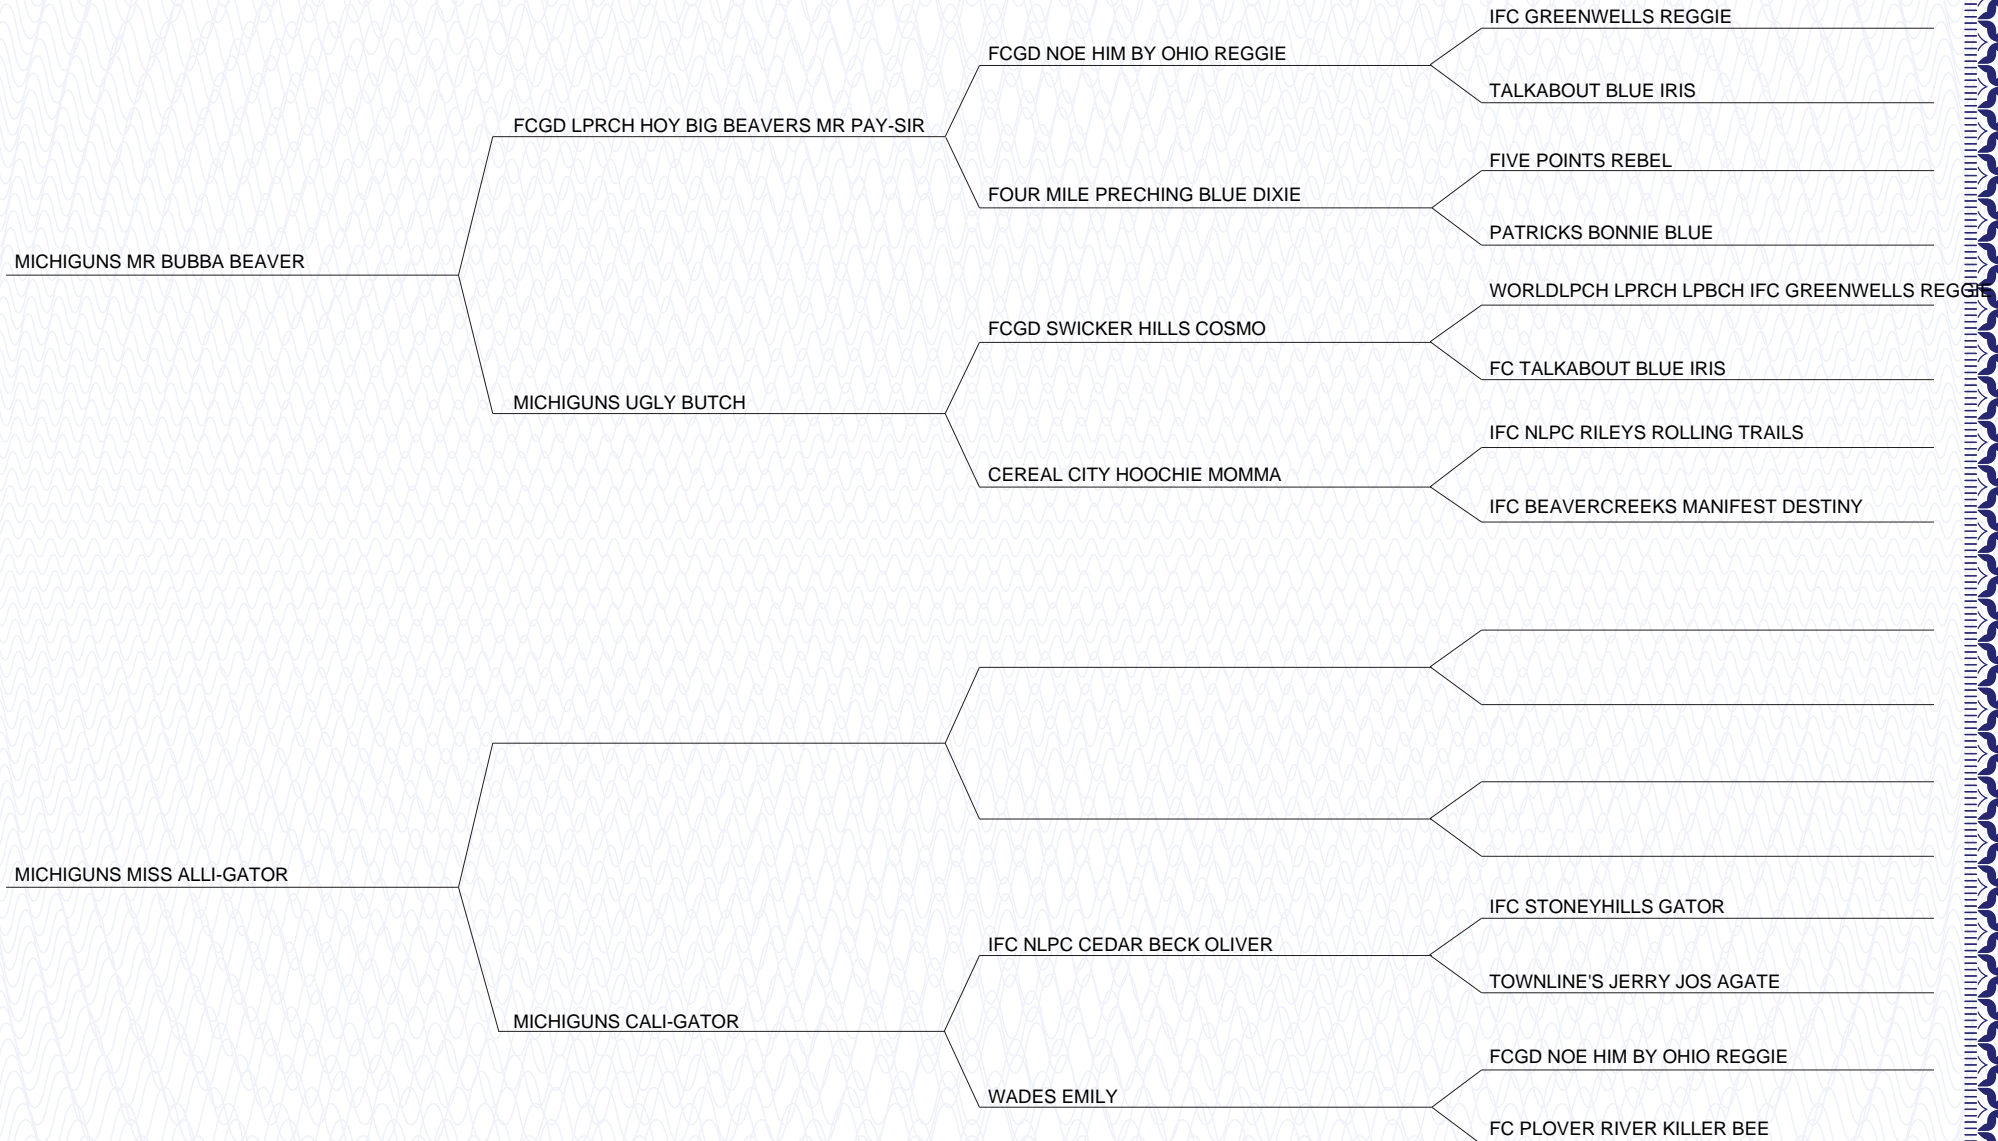 IFC GREENWELLS REGGIE
FCGD NOE HIM BY OHIO REGGIE
TALKABOUT BLUE IRIS
FCGD LPRCH HOY BIG BEAVERS MR PAY-SIR
FIVE POINTS REBEL
FOUR MILE PRECHING BLUE DIXIE
PATRICKS BONNIE BLUE
MICHIGUNS MR BUBBA BEAVER
WORLDLPCH LPRCH LPBCH IFC GREENWELLS REGGIE
FCGD SWICKER HILLS COSMO
FC TALKABOUT BLUE IRIS
MICHIGUNS UGLY BUTCH
IFC NLPC RILEYS ROLLING TRAILS
CEREAL CITY HOOCHIE MOMMA
IFC BEAVERCREEKS MANIFEST DESTINY
MICHIGUNS MISS ALLI-GATOR
IFC STONEYHILLS GATOR
IFC NLPC CEDAR BECK OLIVER
TOWNLINE'S JERRY JOS AGATE
MICHIGUNS CALI-GATOR
FCGD NOE HIM BY OHIO REGGIE
WADES EMILY
FC PLOVER RIVER KILLER BEE